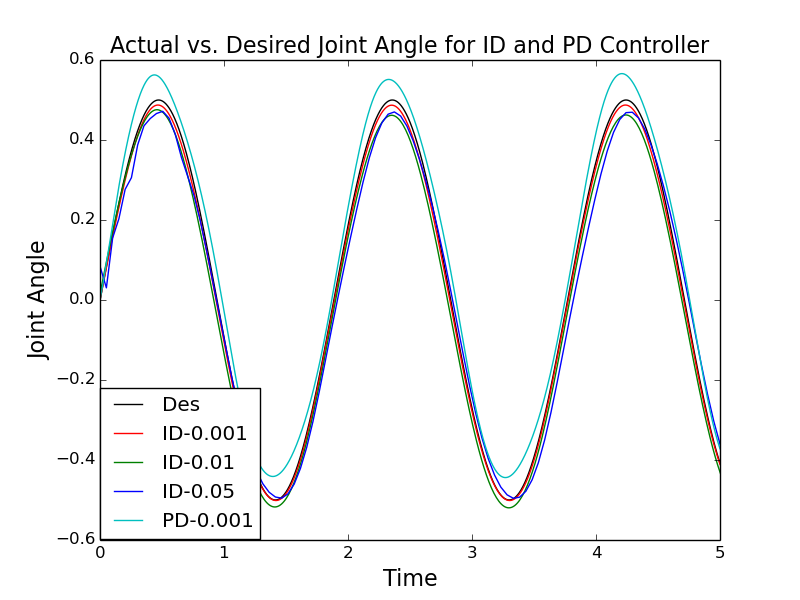 Actual vs. Desired Joint Angle for ID and PD Controller
0.6
0.4
0.2
0.0
−0.2
−0.4
−0.6
Joint Angle
Des
ID-0.001
ID-0.01
ID-0.05
PD-0.001
0 1 2 3 4 5
Time